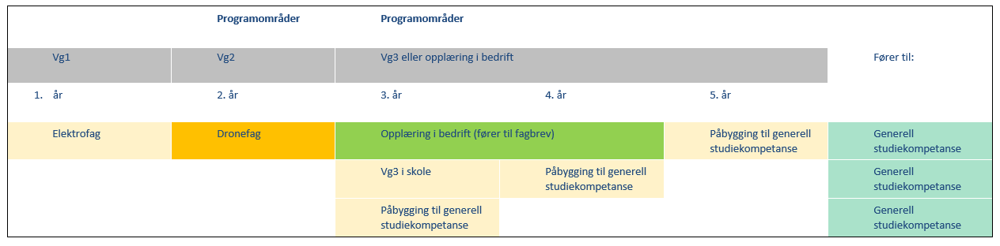 Programområder Programområder
Vg1 Vg2 Vg3 eller opplæring i bedrift Fører til:
1. år 2. år 3. år 4. år 5. år
Elektrofag Dronefag Opplæring i bedrift (fører til fagbrev) Påbygging til generell Generell
studiekompetanse studiekompetanse
Vg3 i skole Påbygging til generell Generell
studiekompetanse studiekompetanse
Påbygging til generell Generell
studiekompetanse studiekompetanse